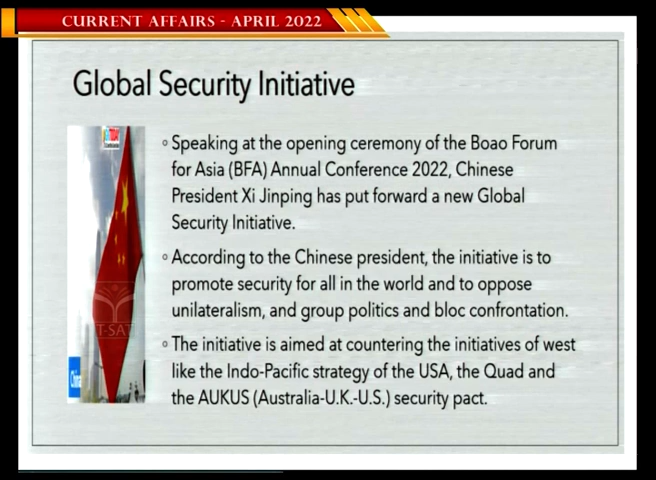 CURRENT AFFAIRS - APRIL 2022
Global Security Initiative
Speaking at the opening ceremony of the Boao Forum
for Asia (BFA) Annual Conference 2022, Chinese
President Xi Jinping has put forward a new Global
Security Initiative.
According to the Chinese president, the initiative is to
promote security for all in the world and to oppose
unilateralism, and group politics and bloc confrontation.
The initiative is aimed at countering the initiatives of west
like the Indo-Pacific strategy of the USA, the Quad and
the AUKUS (Australia-U.K.-U.S.) security pact.
T-SAT
China